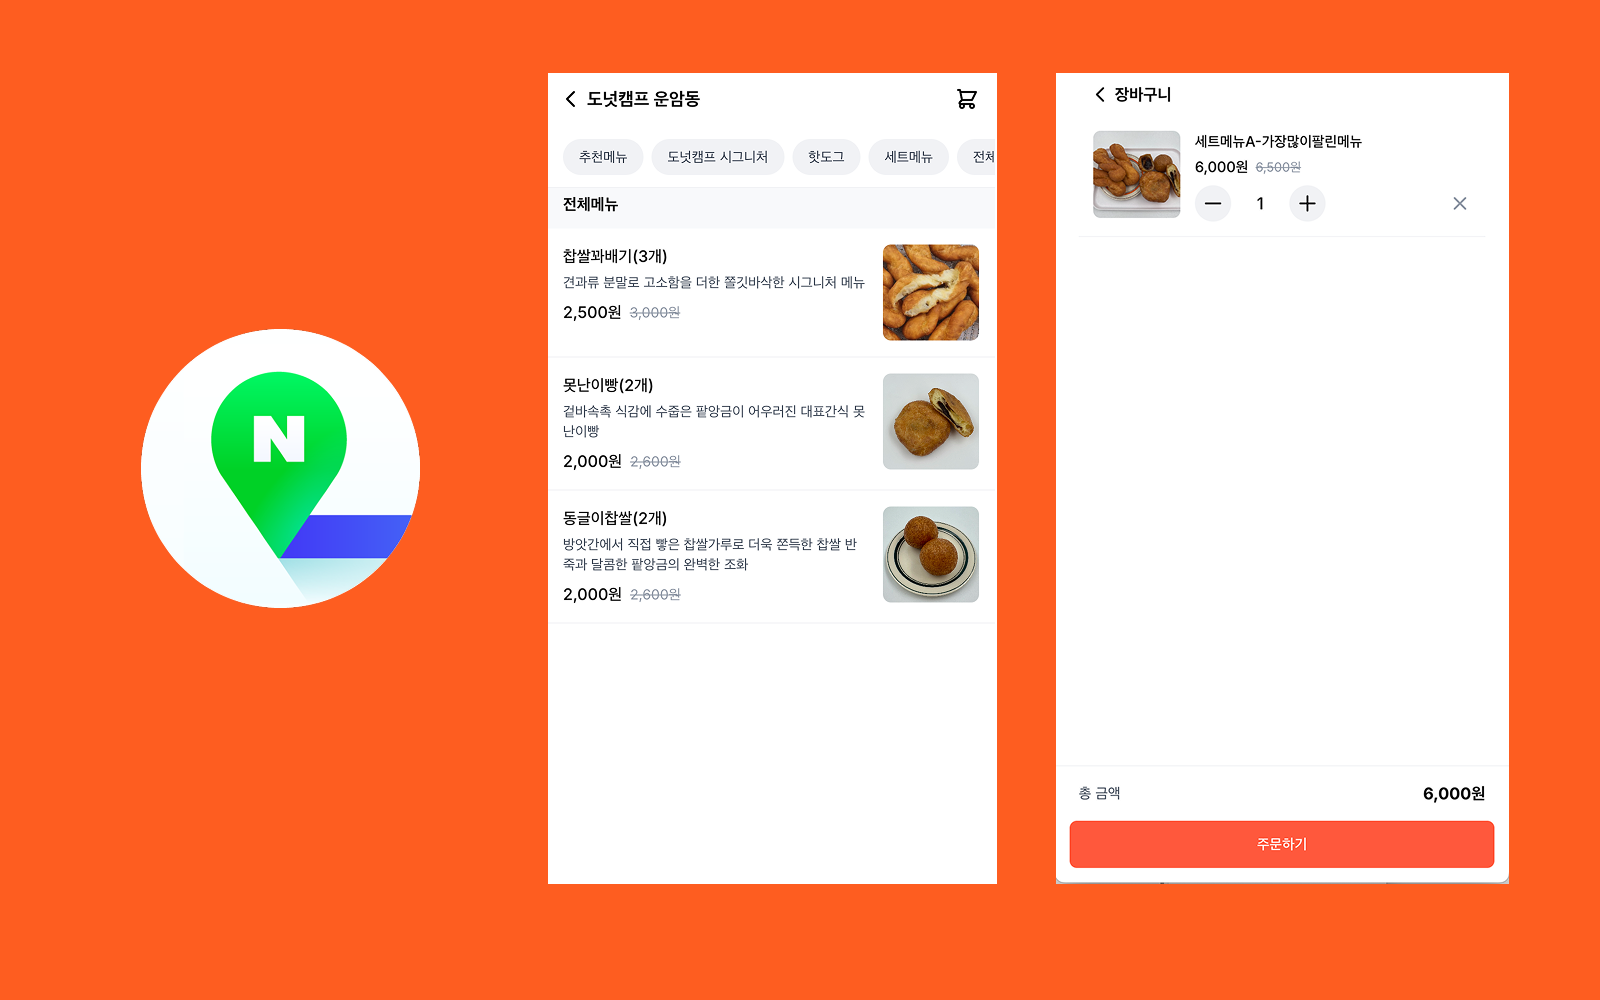 N
도넛캠프 운암동
추천메뉴
도넛캠프 시그니처
핫도그
세트메뉴
전체
전체메뉴
찹쌀꽈배기(3개)
견과류 분말로 고소함을 더한 쫄깃바삭한 시그니처 메뉴
2,500원 3,000원
못난이빵(2개)
겉바속촉 식감에 수줍은 팥앙금이 어우러진 대표간식 못
난이빵
2,000원 2,600원
동글이찹쌀(2개)
방앗간에서 직접 빻은 찹쌀가루로 더욱 쫀득한 찹쌀 반
죽과 달콤한 팥앙금의 완벽한 조화
2,000원 2,600원
장바구니
세트메뉴A-가장많이팔린메뉴
6,000원 6,500원
1
총 금액
6,000원
주문하기